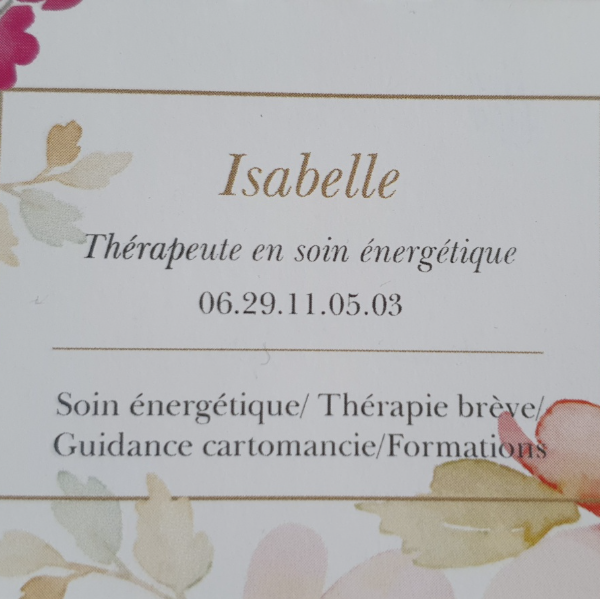 Isabelle
Thérapeute en soin énergétique
06.29.11.05.03
Soin énergétique/ Thérapie brève/
Guidance cartomancie/Formations